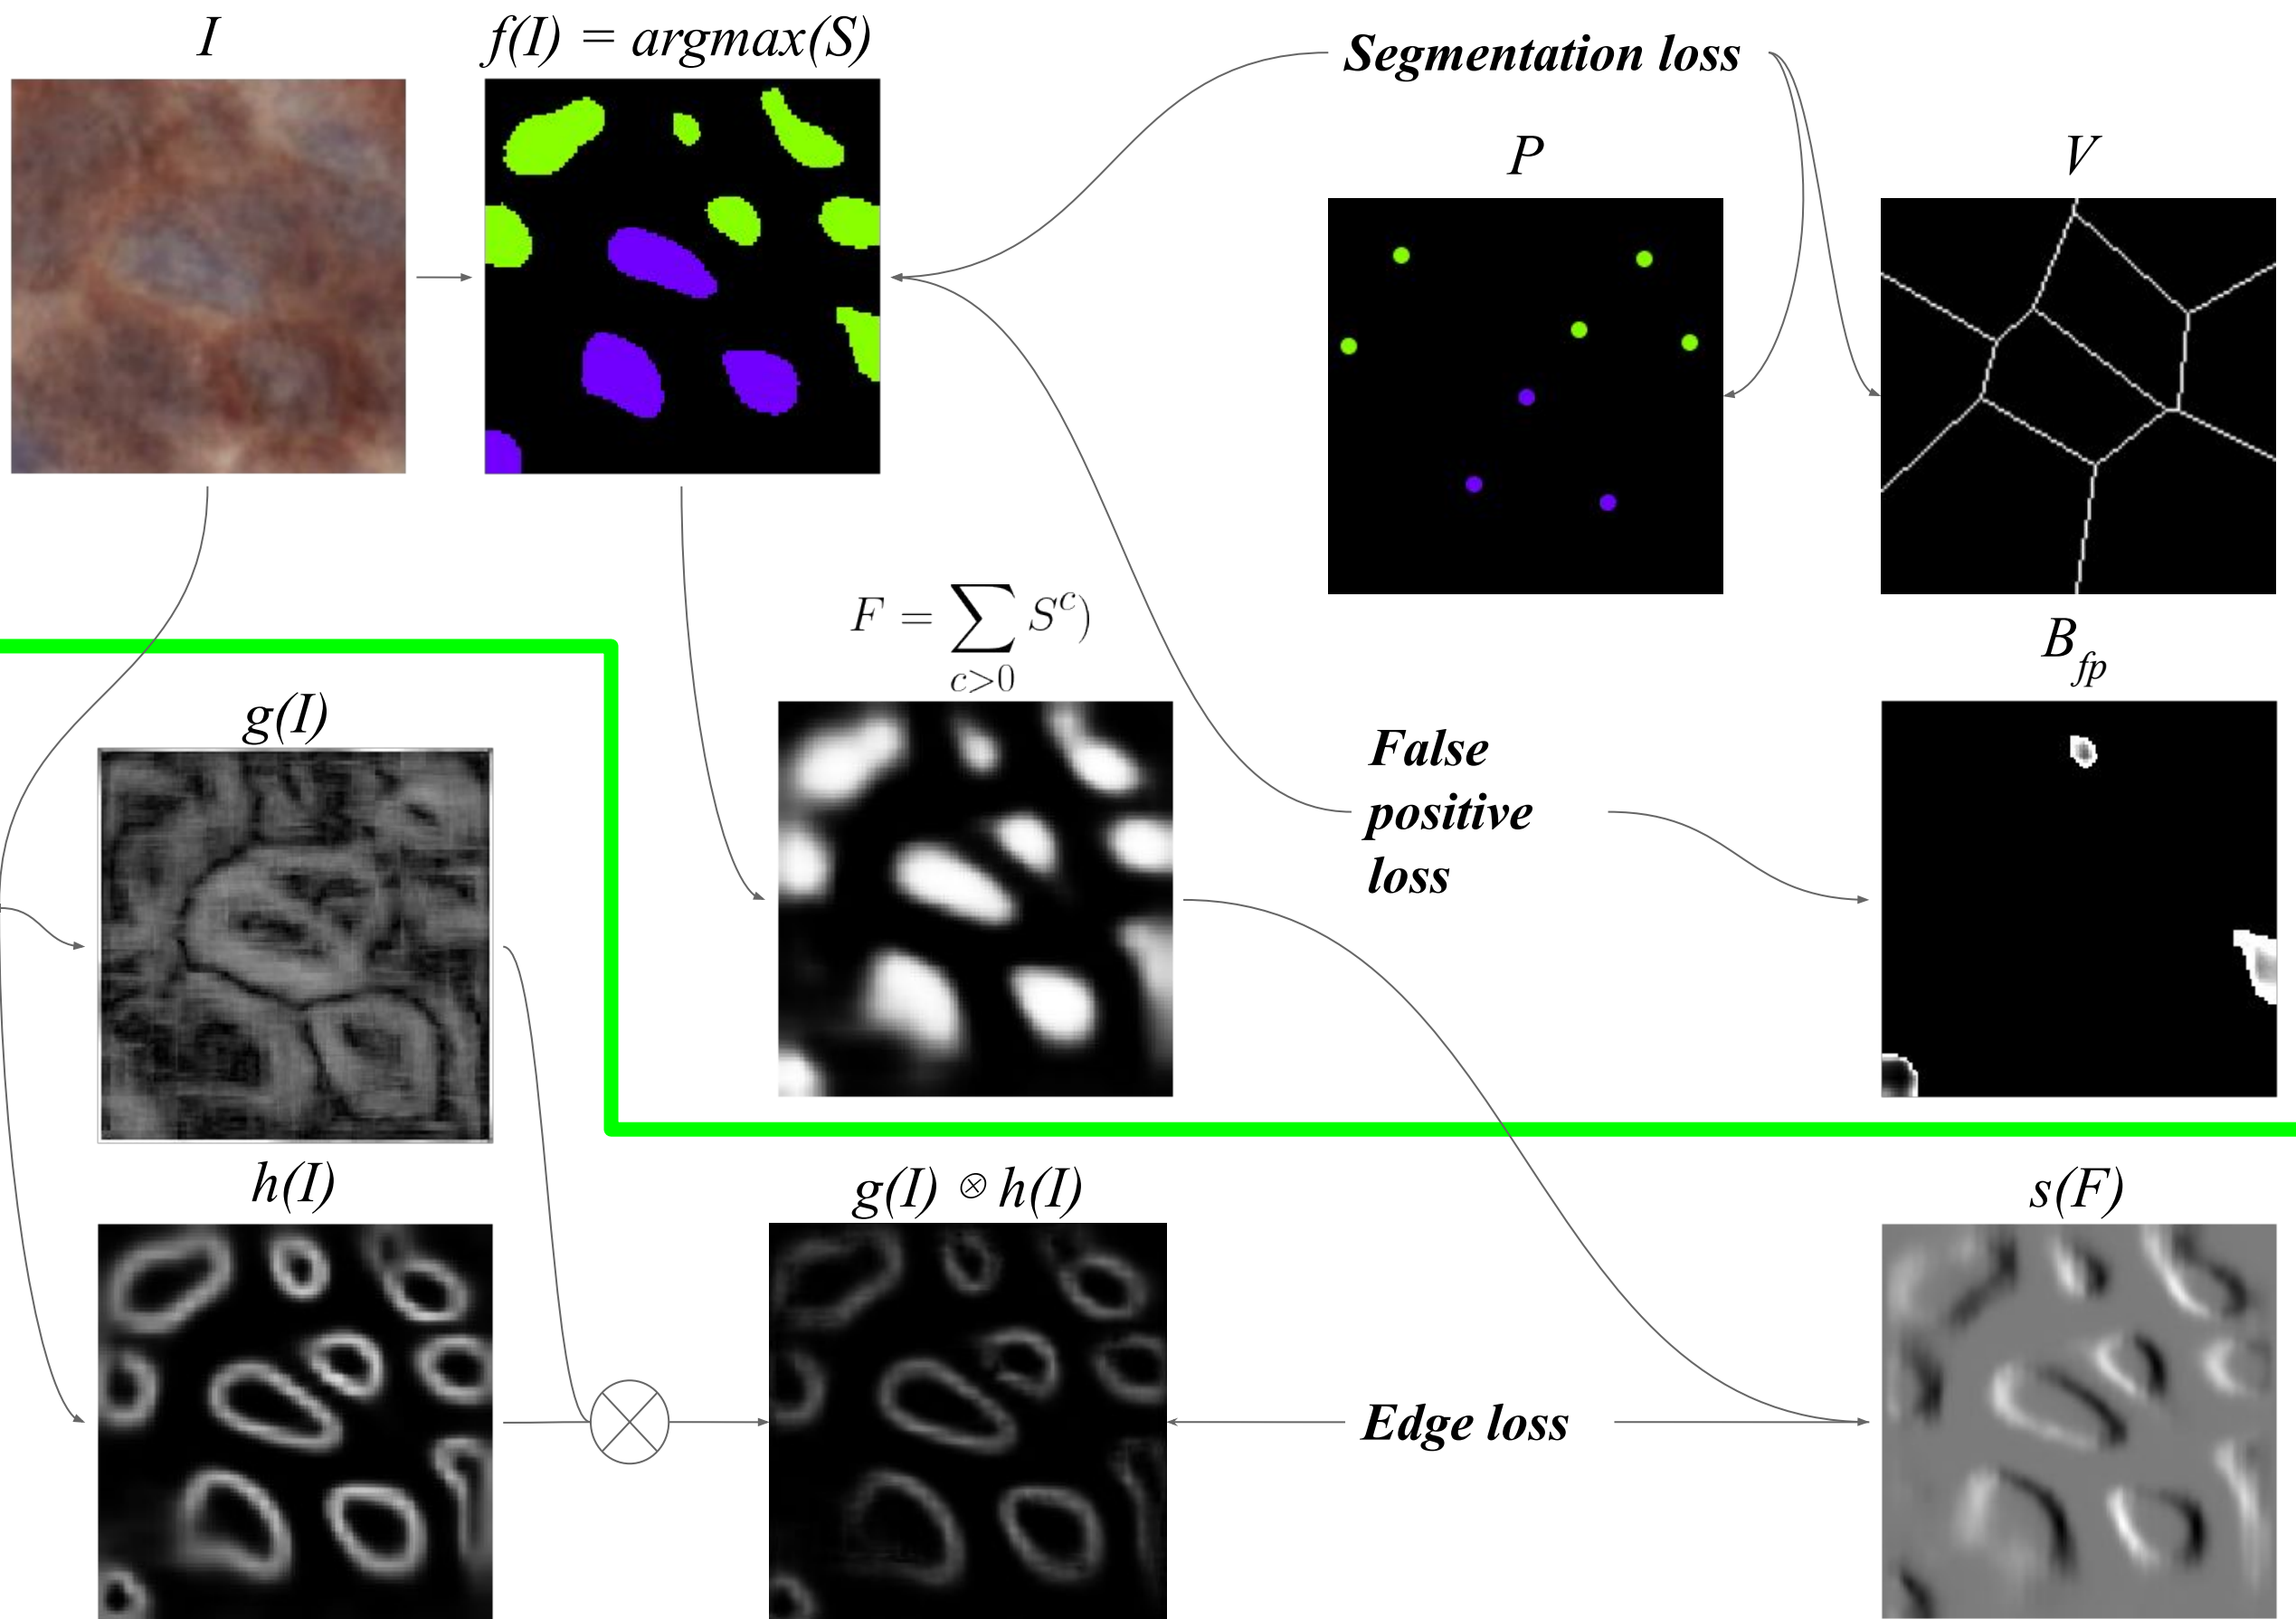 I
f(I) = argmax(S)
Segmentation loss
P
V
F = ∑ S^c)
c>0
B_fp
g(I)
False
positive
loss
h(I)
g(I) ⊗ h(I)
s(F)
Edge loss